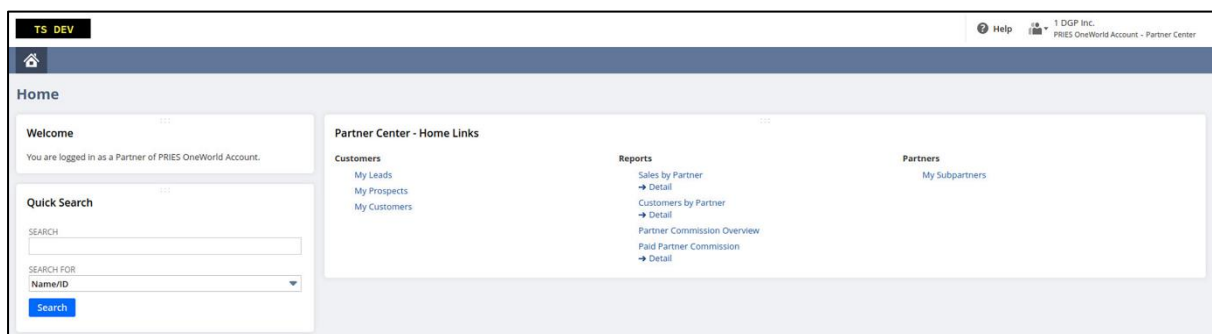 TS DEV
Help
1 DGP Inc.
PRIES OneWorld Account - Partner Center
Home
Welcome
You are logged in as a Partner of PRIES OneWorld Account.
Quick Search
SEARCH
SEARCH FOR
Name/ID
Search
Partner Center - Home Links
Customers
My Leads
My Prospects
My Customers
Reports
Sales by Partner
→ Detail
Customers by Partner
→ Detail
Partner Commission Overview
Paid Partner Commission
→ Detail
Partners
My Subpartners